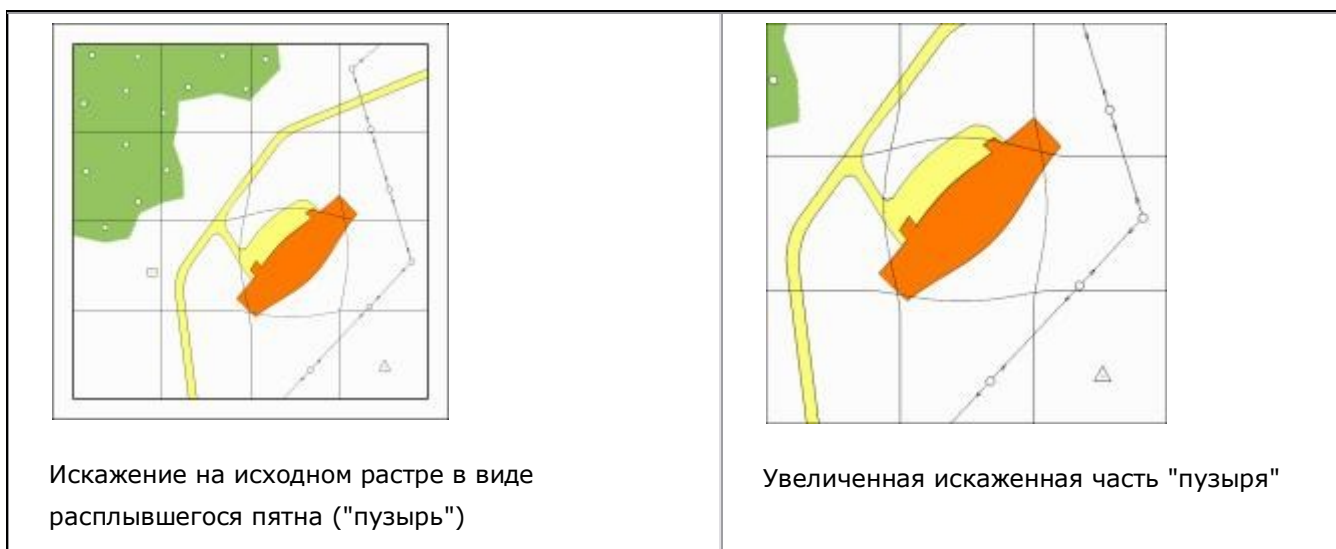 Искажение на исходном растре в виде
расплывшегося пятна ("пузырь")
Увеличенная искаженная часть "пузыря"